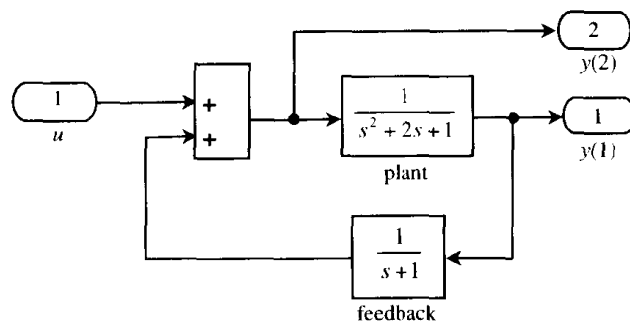 2
y(2)
1
u
+
+
1
s² + 2s + 1
plant
1
y(1)
1
s + 1
feedback